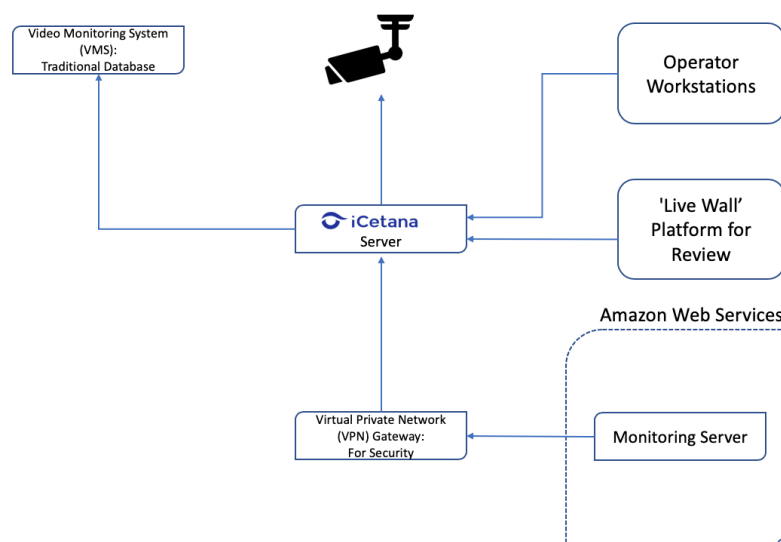 Video Monitoring System
(VMS):
Traditional Database
Operator
Workstations
iCetana
Server
'Live Wall’
Platform for
Review
Amazon Web Services
Virtual Private Network
(VPN) Gateway:
For Security
Monitoring Server